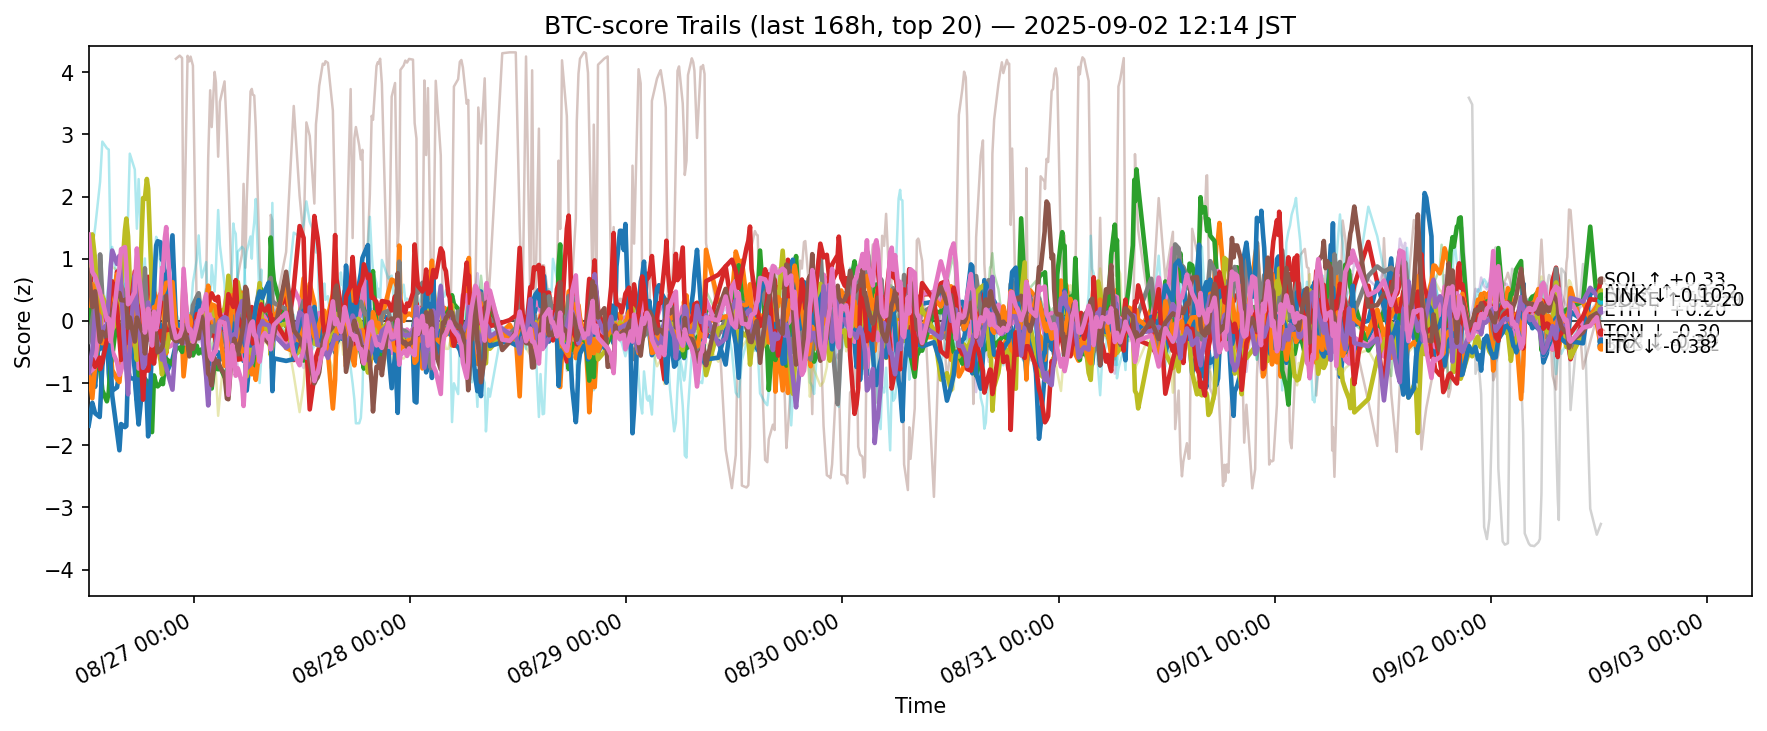 BTC-score Trails (last 168h, top 20) — 2025-09-02 12:14 JST
Score (z)
4
3
2
1
0
−1
−2
−3
−4
SOL ↑ +0.33
LINK ↓ -0.10
ETH ↑ +0.20
TON ↓ -0.30
LTC ↓ -0.38
08/27 00:00
08/28 00:00
08/29 00:00
08/30 00:00
08/31 00:00
09/01 00:00
09/02 00:00
09/03 00:00
Time